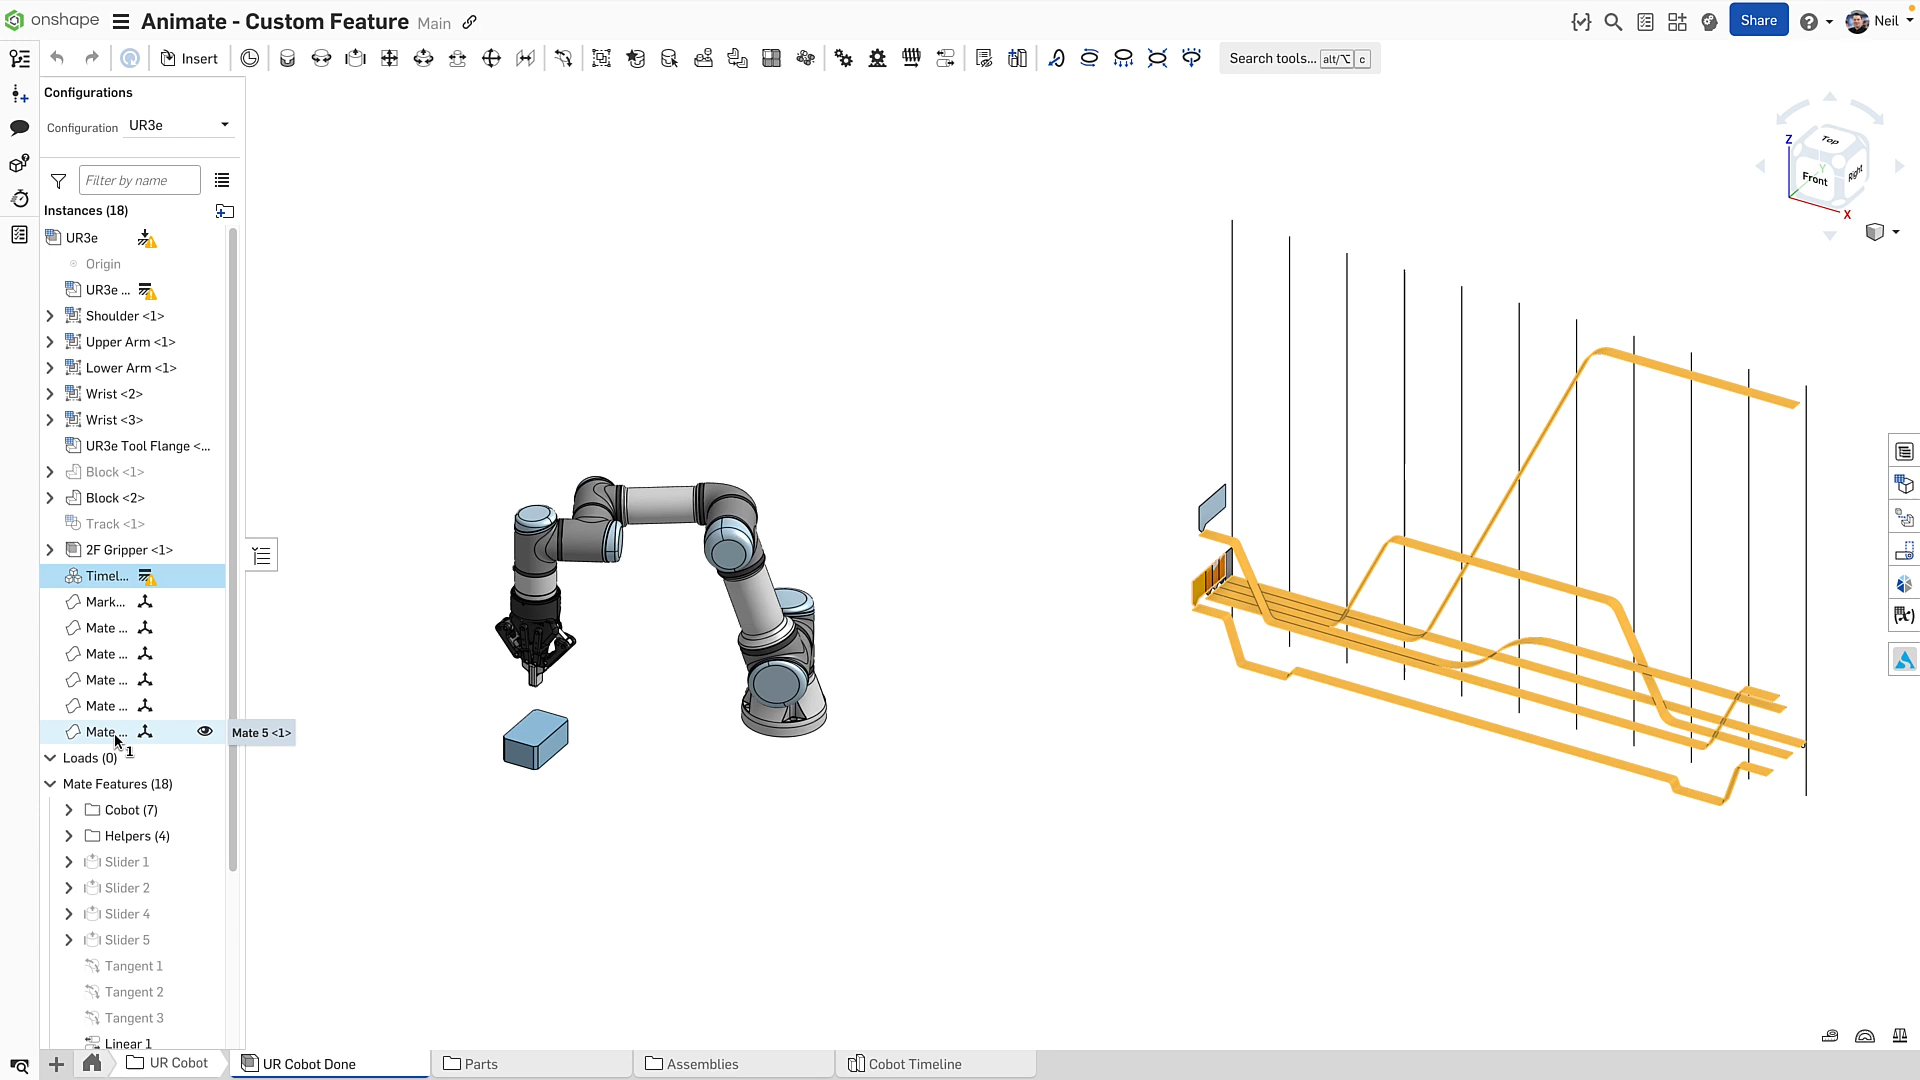 onshape
Animate - Custom Feature Main
Share
Neil
Insert
Search tools... alt/⌥ c
Configurations
Configuration UR3e
Filter by name
Instances (18)
UR3e
Origin
UR3e ...
Shoulder <1>
Upper Arm <1>
Lower Arm <1>
Wrist <2>
Wrist <3>
UR3e Tool Flange <...
Block <1>
Block <2>
Track <1>
2F Gripper <1>
Timel...
Mark...
Mate ...
Mate ...
Mate ...
Mate ...
Mate ...
Mate 5 <1>
1
Loads (0)
Mate Features (18)
Cobot (7)
Helpers (4)
Slider 1
Slider 2
Slider 4
Slider 5
Tangent 1
Tangent 2
Tangent 3
Linear 1
Z
Top
Y
Front
Right
X
(x)
UR Cobot
UR Cobot Done
Parts
Assemblies
Cobot Timeline